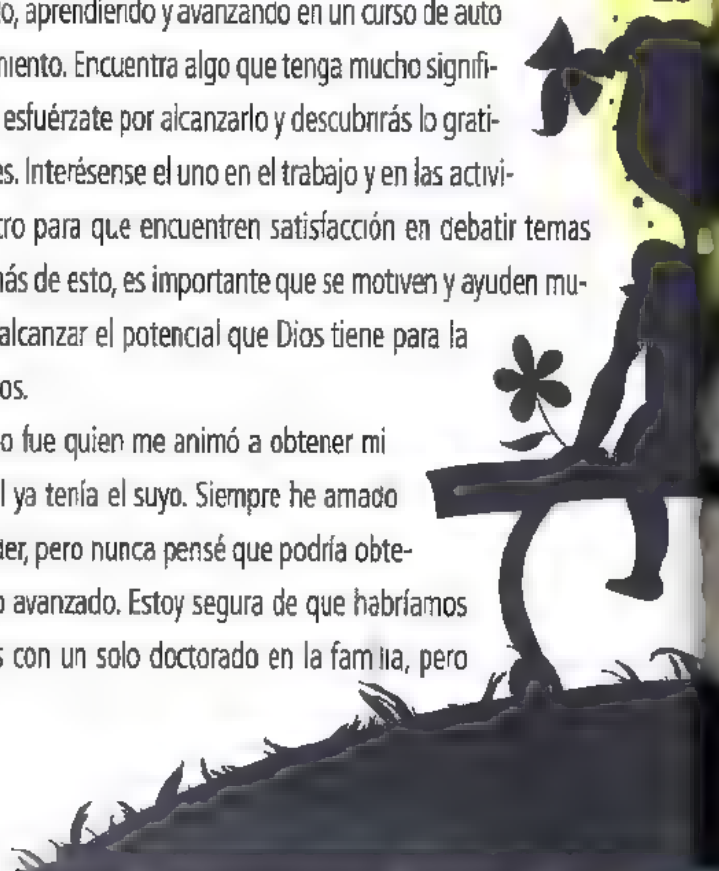 o, aprendiendo y avanzando en un curso de auto
miento. Encuentra algo que tenga mucho signifi-
esfuérzate por alcanzarlo y descubrirás lo grati-
es. Interésense el uno en el trabajo y en las activi-
tro para que encuentren satisfacción en debatir temas
más de esto, es importante que se motiven y ayuden mu-
alcanzar el potencial que Dios tiene para la
os.
o fue quien me animó a obtener mi
l ya tenía el suyo. Siempre he amado
der, pero nunca pensé que podría obte-
o avanzado. Estoy segura de que habríamos
s con un solo doctorado en la familia, pero